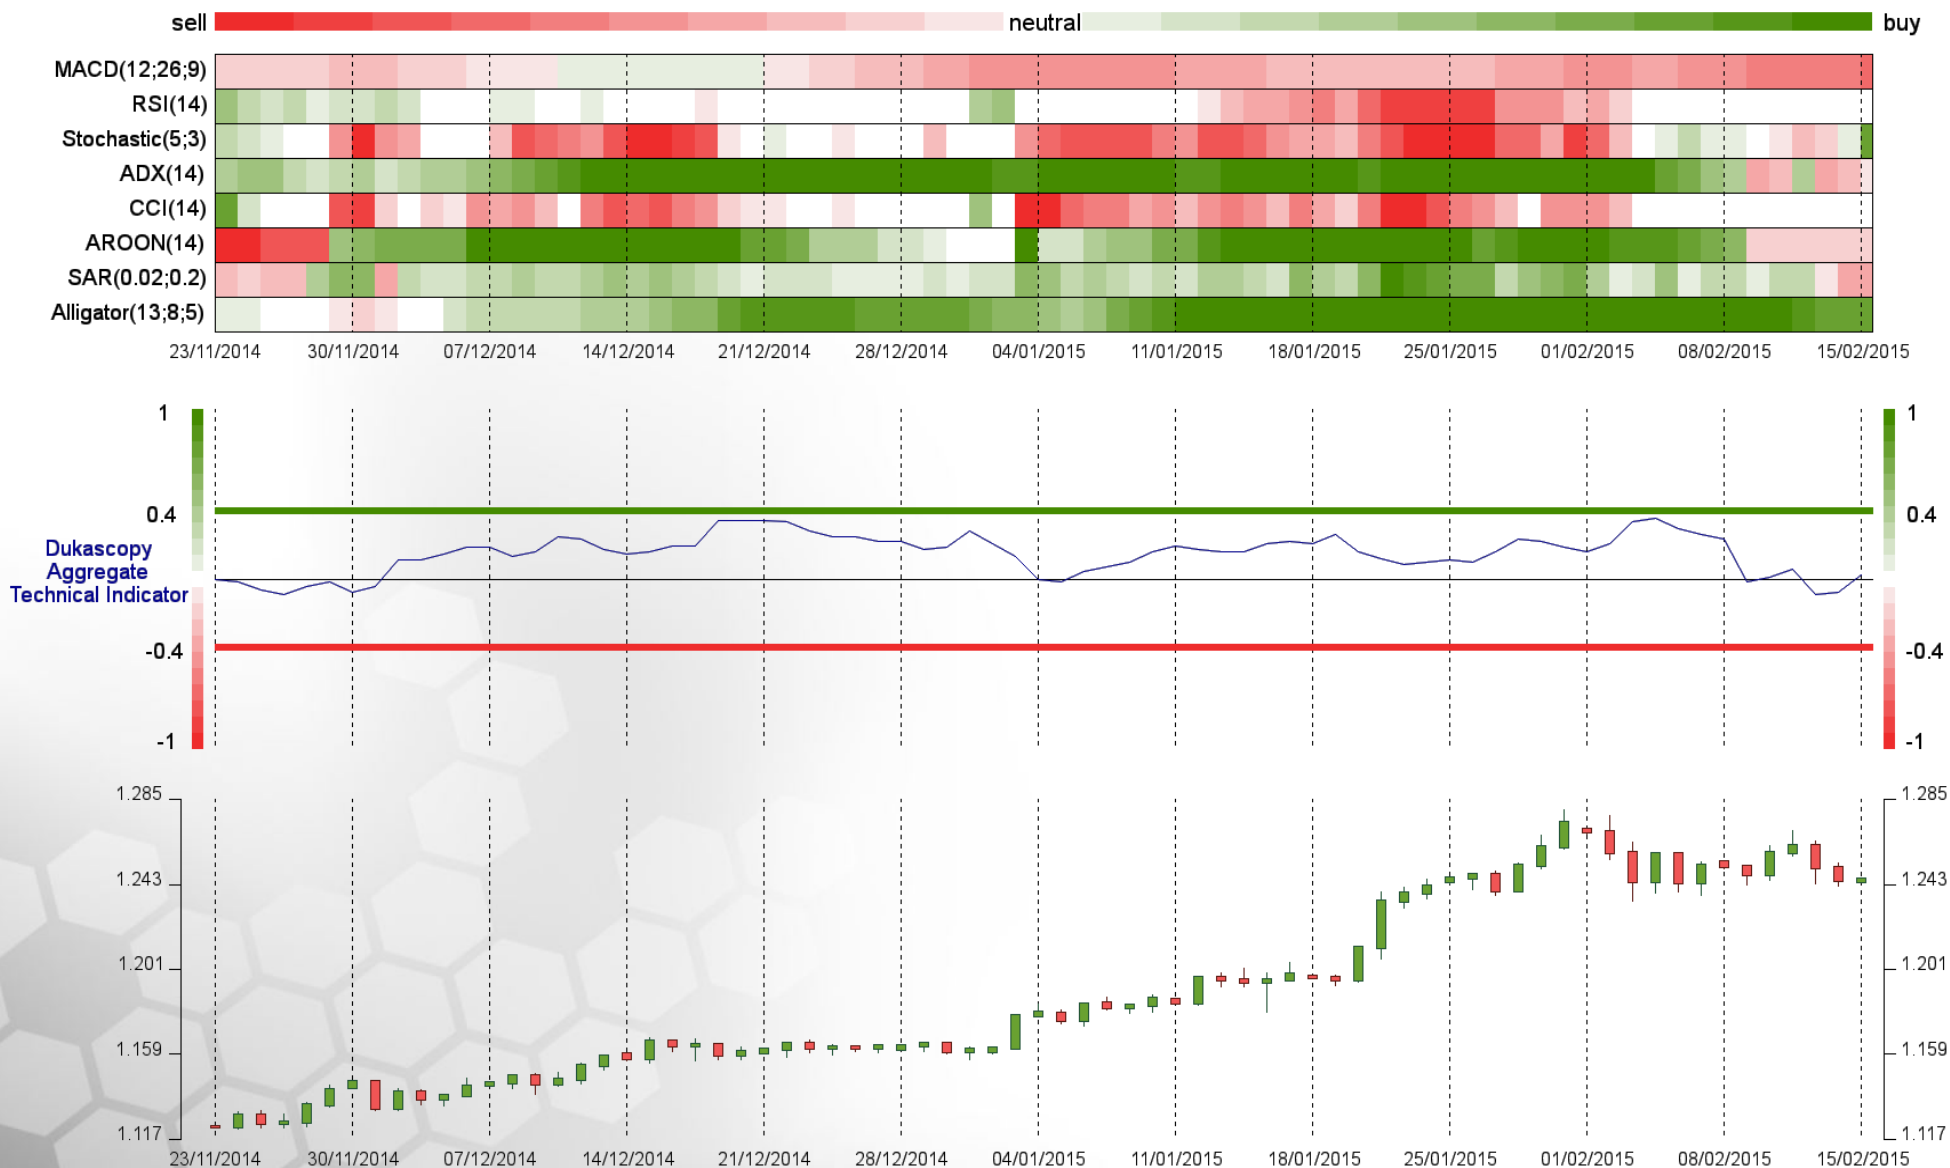 sell neutral buy
MACD(12;26;9)
RSI(14)
Stochastic(5;3)
ADX(14)
CCI(14)
AROON(14)
SAR(0.02;0.2)
Alligator(13;8;5)
23/11/2014 30/11/2014 07/12/2014 14/12/2014 21/12/2014 28/12/2014 04/01/2015 11/01/2015 18/01/2015 25/01/2015 01/02/2015 08/02/2015 15/02/2015
1 1
0.4 0.4
Dukascopy
Aggregate
Technical Indicator
-0.4 -0.4
-1 -1
1.285 1.285
1.243 1.243
1.201 1.201
1.159 1.159
1.117 1.117
23/11/2014 30/11/2014 07/12/2014 14/12/2014 21/12/2014 28/12/2014 04/01/2015 11/01/2015 18/01/2015 25/01/2015 01/02/2015 08/02/2015 15/02/2015